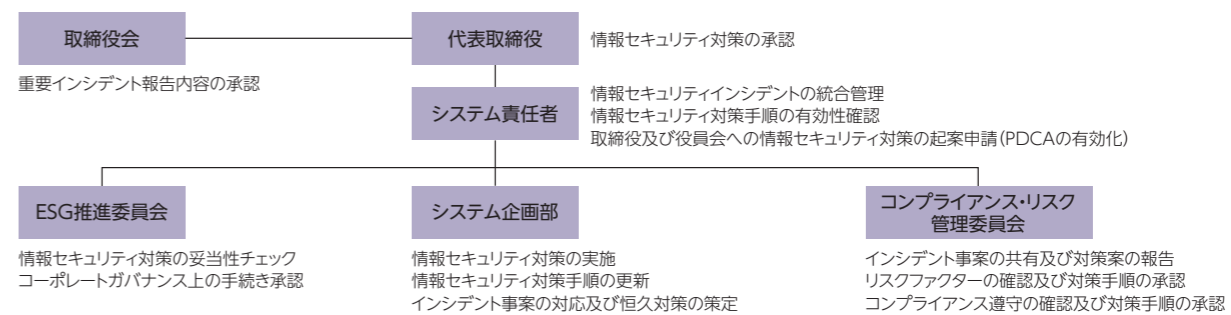 取締役会
代表取締役
情報セキュリティ対策の承認
重要インシデント報告内容の承認
システム責任者
情報セキュリティインシデントの統合管理
情報セキュリティ対策手順の有効性確認
取締役及び役員会への情報セキュリティ対策の起案申請(PDCAの有効化)
ESG推進委員会
情報セキュリティ対策の妥当性チェック
コーポレートガバナンス上の手続き承認
システム企画部
情報セキュリティ対策の実施
情報セキュリティ対策手順の更新
インシデント事案の対応及び恒久対策の策定
コンプライアンス・リスク
管理委員会
インシデント事案の共有及び対策案の報告
リスクファクターの確認及び対策手順の承認
コンプライアンス遵守の確認及び対策手順の承認